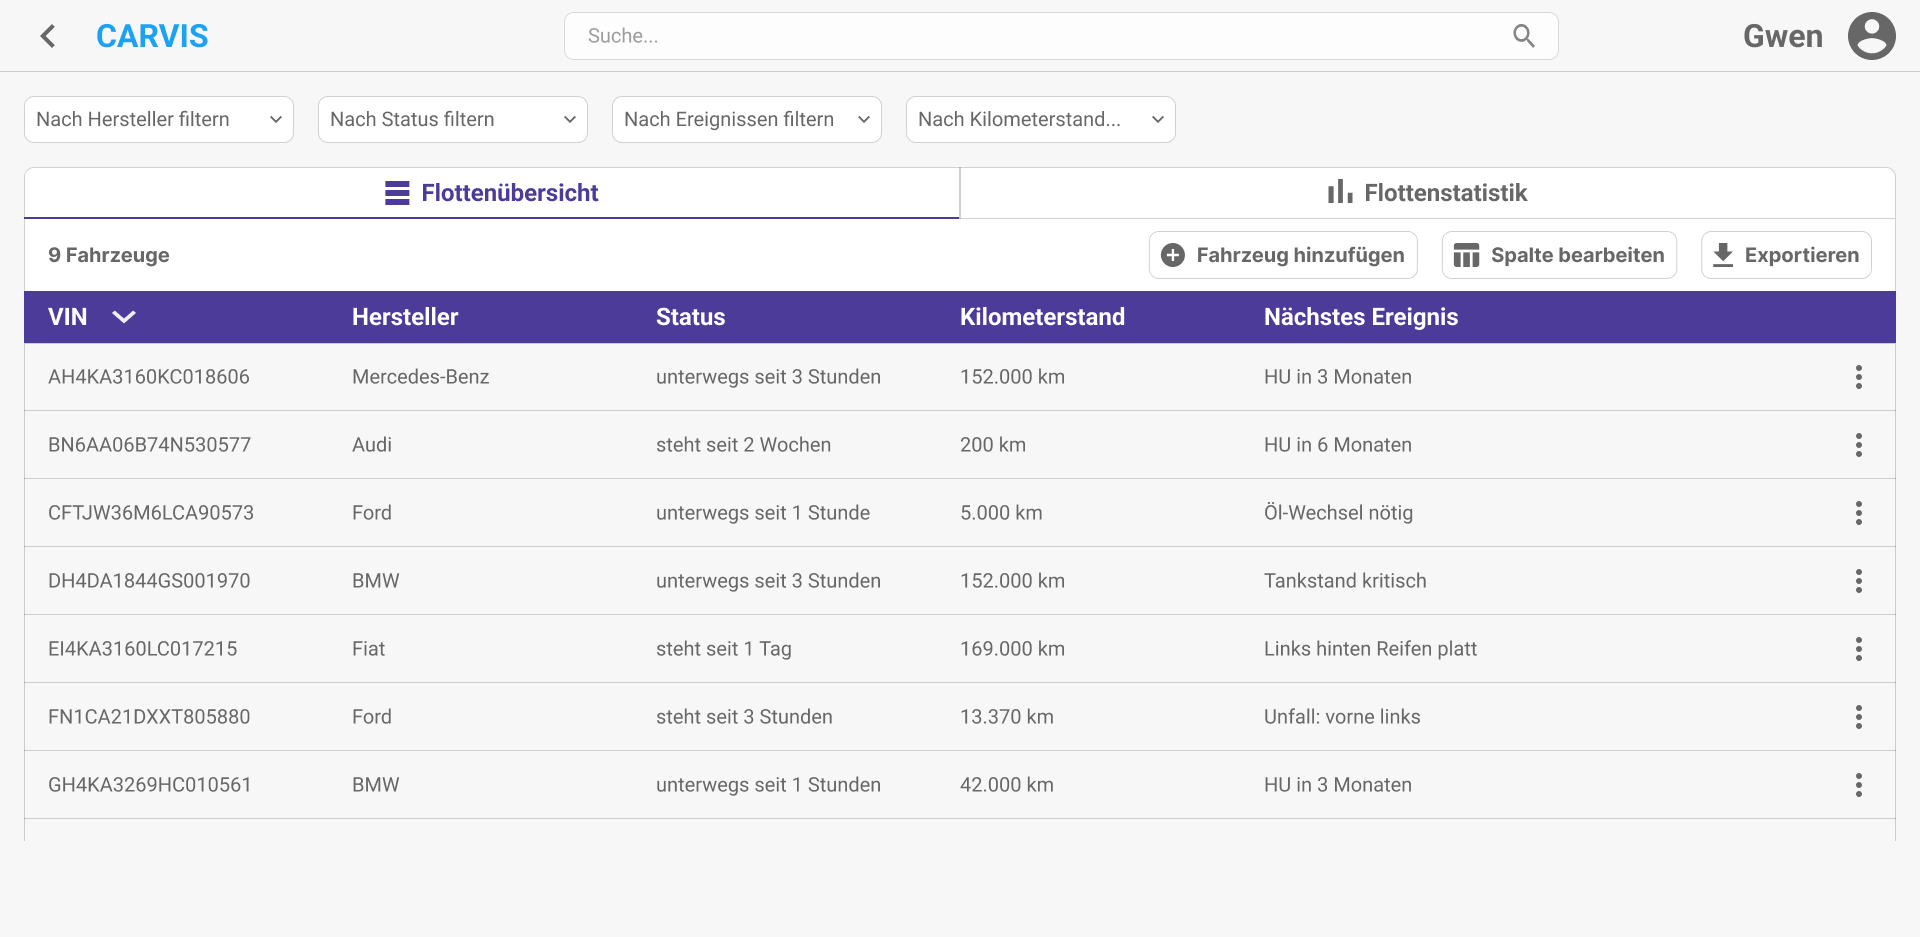 CARVIS
Suche...
Gwen
Nach Hersteller filtern
Nach Status filtern
Nach Ereignissen filtern
Nach Kilometerstand...
Flottenübersicht
Flottenstatistik
9 Fahrzeuge
Fahrzeug hinzufügen
Spalte bearbeiten
Exportieren
VIN Hersteller Status Kilometerstand Nächstes Ereignis
AH4KA3160KC018606 Mercedes-Benz unterwegs seit 3 Stunden 152.000 km HU in 3 Monaten
BN6AA06B74N530577 Audi steht seit 2 Wochen 200 km HU in 6 Monaten
CFTJW36M6LCA90573 Ford unterwegs seit 1 Stunde 5.000 km Öl-Wechsel nötig
DH4DA1844GS001970 BMW unterwegs seit 3 Stunden 152.000 km Tankstand kritisch
EI4KA3160LC017215 Fiat steht seit 1 Tag 169.000 km Links hinten Reifen platt
FN1CA21DXXT805880 Ford steht seit 3 Stunden 13.370 km Unfall: vorne links
GH4KA3269HC010561 BMW unterwegs seit 1 Stunden 42.000 km HU in 3 Monaten